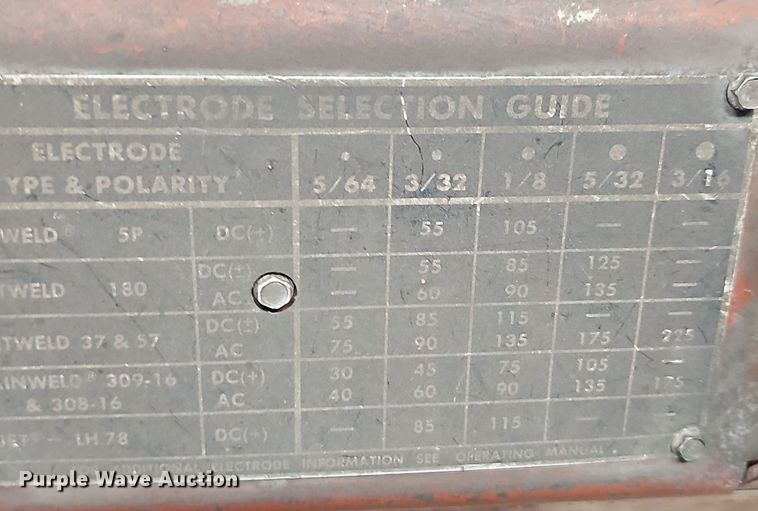 ELECTRODE SELECTION GUIDE
ELECTRODE
YPE & POLARITY 5/64 3/32 1/8 5/32 3/16
WELD® 5P DC(+) — 55 105 — —
TWELD 180 DC(±) — 55 85 125 —
AC — 60 90 135 —
TWELD 37 & 57 DC(±) 55 85 115 — —
AC 75 90 135 175 225
AINWELD® 309-16 DC(+) 30 45 75 105 —
& 308-16 AC 40 60 90 135 175
JET® — LH 78 DC(+) — 85 115 — —
ELECTRODE INFORMATION SEE OPERATING MANUAL
Purple Wave Auction